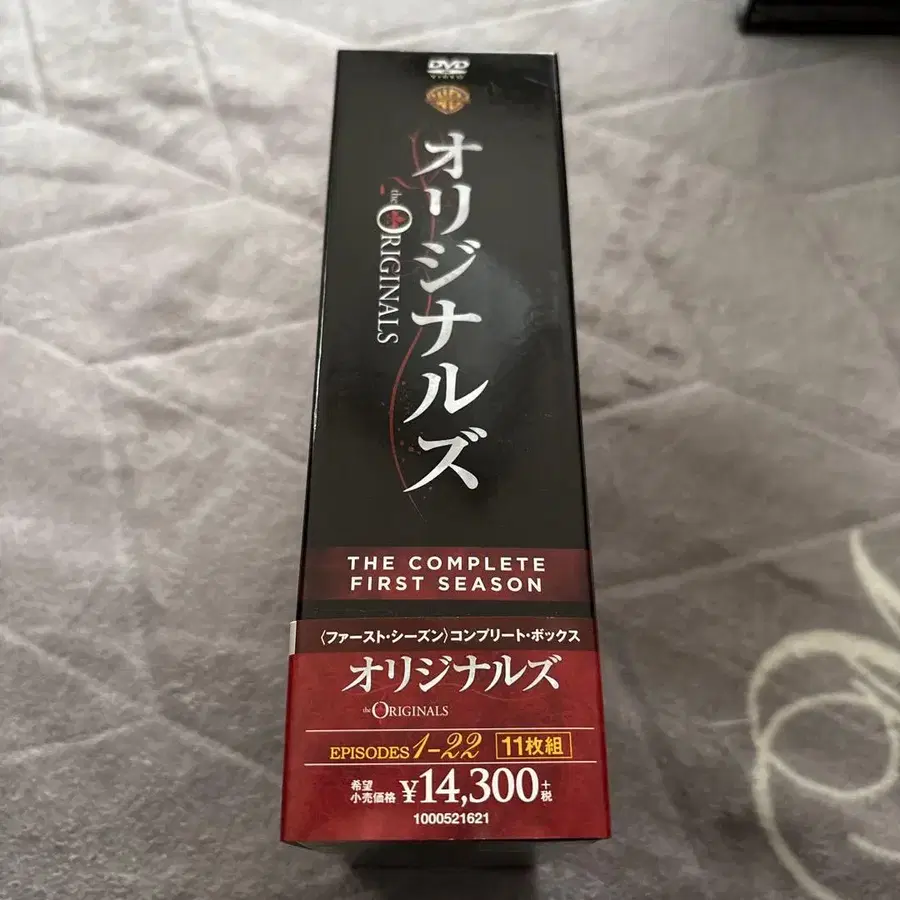 DVD
VIDEO
WB
オリジナルズ
the ORIGINALS
THE COMPLETE
FIRST SEASON
〈ファースト・シーズン〉コンプリート・ボックス
オリジナルズ
the ORIGINALS
EPISODES 1-22 11枚組
希望
小売価格 ¥14,300+税
1000521621